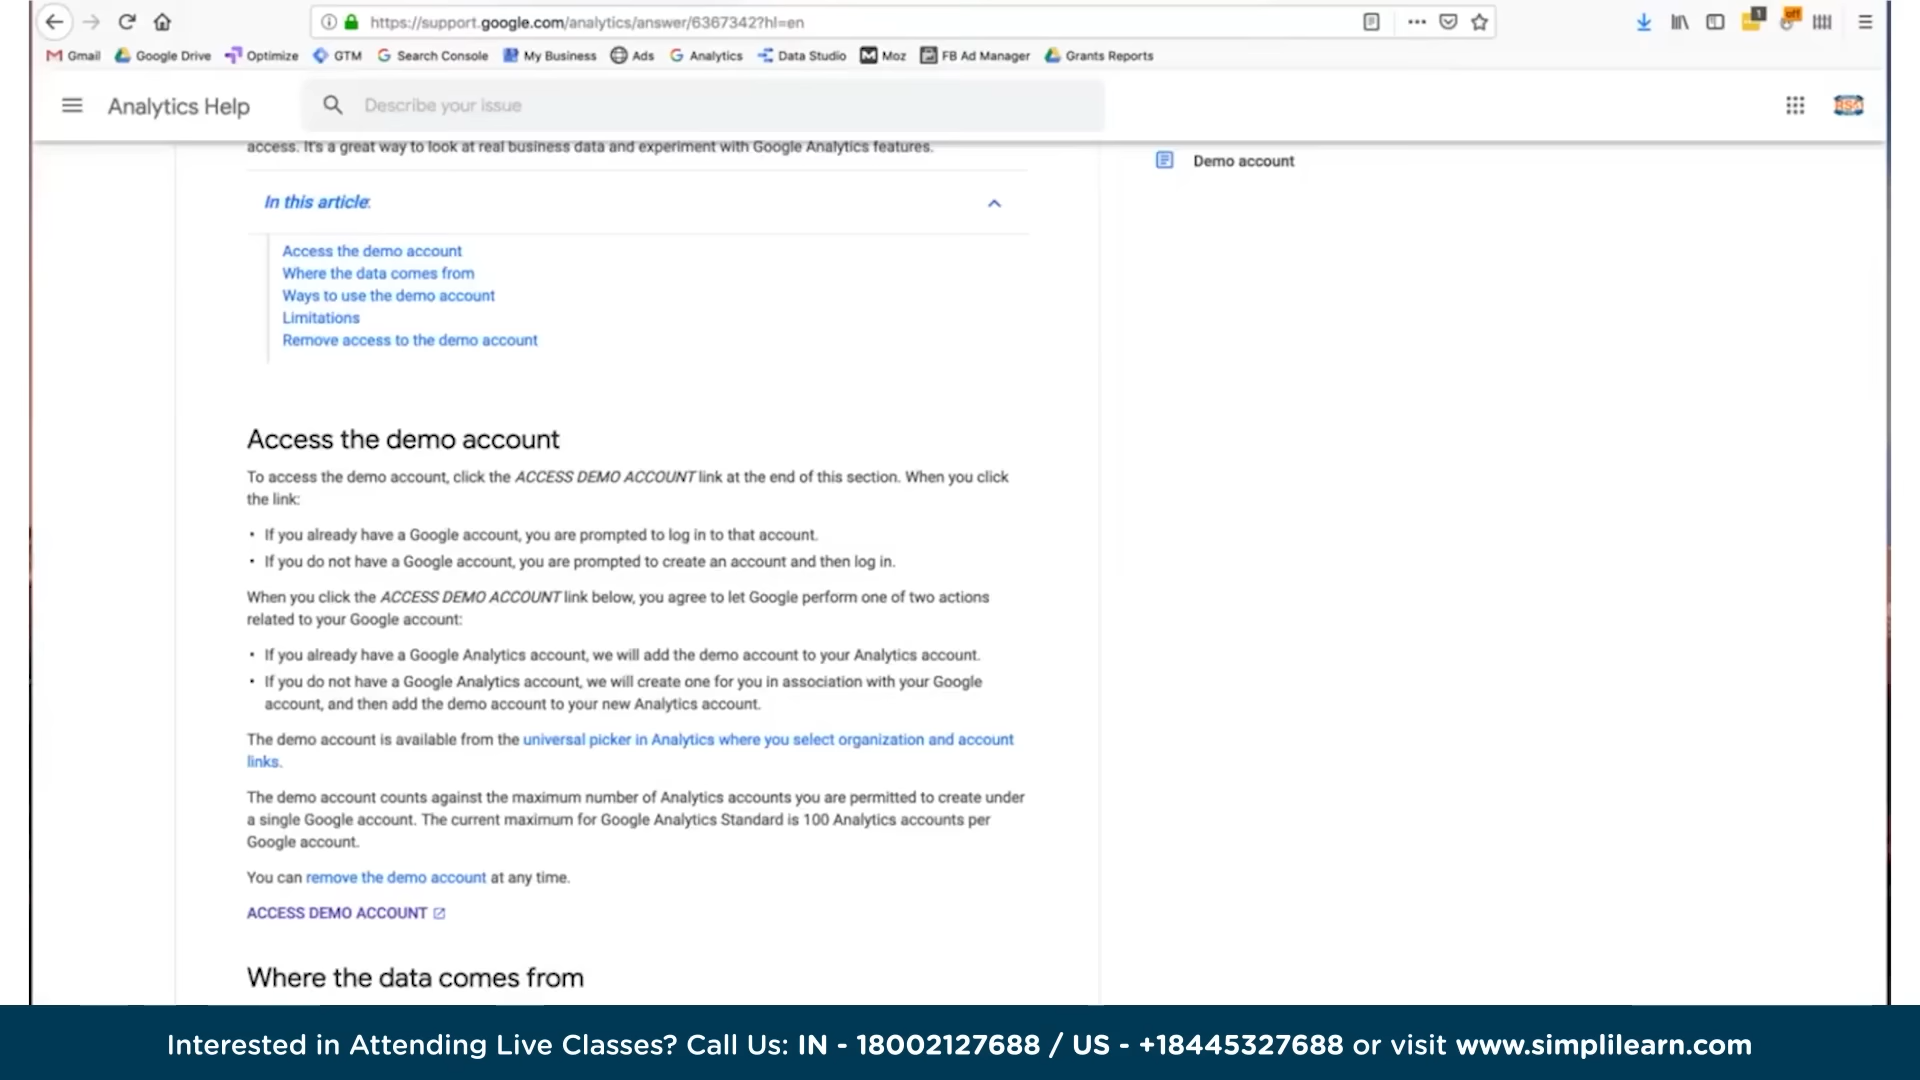 https://support.google.com/analytics/answer/6367342?hl=en
1
off
Gmail Google Drive Optimize GTM Search Console My Business Ads Analytics Data Studio Moz FB Ad Manager Grants Reports
Analytics Help
Describe your issue
access. It's a great way to look at real business data and experiment with Google Analytics features.
Demo account
In this article:
Access the demo account
Where the data comes from
Ways to use the demo account
Limitations
Remove access to the demo account
Access the demo account
To access the demo account, click the ACCESS DEMO ACCOUNT link at the end of this section. When you click
the link:
• If you already have a Google account, you are prompted to log in to that account.
• If you do not have a Google account, you are prompted to create an account and then log in.
When you click the ACCESS DEMO ACCOUNT link below, you agree to let Google perform one of two actions
related to your Google account:
• If you already have a Google Analytics account, we will add the demo account to your Analytics account.
• If you do not have a Google Analytics account, we will create one for you in association with your Google
account, and then add the demo account to your new Analytics account.
The demo account is available from the universal picker in Analytics where you select organization and account
links.
The demo account counts against the maximum number of Analytics accounts you are permitted to create under
a single Google account. The current maximum for Google Analytics Standard is 100 Analytics accounts per
Google account.
You can remove the demo account at any time.
ACCESS DEMO ACCOUNT
Where the data comes from
Interested in Attending Live Classes? Call Us: IN - 18002127688 / US - +18445327688 or visit www.simplilearn.com